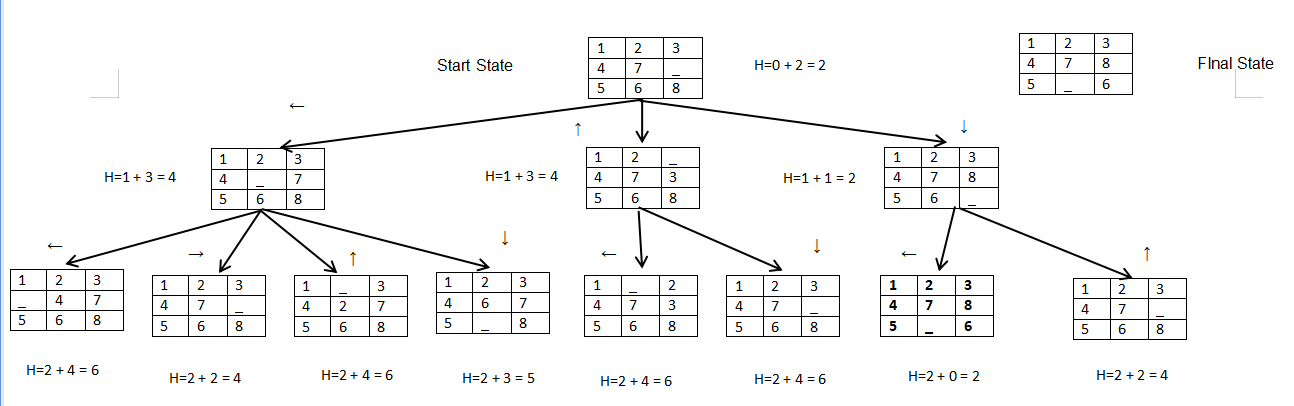 Start State
1 2 3
4 7 _
5 6 8
H=0 + 2 = 2
1 2 3
4 7 8
5 _ 6
FInal State
←
↑
↓
H=1 + 3 = 4
1 2 3
4 _ 7
5 6 8
H=1 + 3 = 4
1 2 _
4 7 3
5 6 8
H=1 + 1 = 2
1 2 3
4 7 8
5 6 _
←
→
↑
↓
←
↓
←
↑
1 2 3
_ 4 7
5 6 8
1 2 3
4 7 _
5 6 8
1 _ 3
4 2 7
5 6 8
1 2 3
4 6 7
5 _ 8
1 _ 2
4 7 3
5 6 8
1 2 3
4 7 _
5 6 8
1 2 3
4 7 8
5 _ 6
1 2 3
4 7 _
5 6 8
H=2 + 4 = 6
H=2 + 2 = 4
H=2 + 4 = 6
H=2 + 3 = 5
H=2 + 4 = 6
H=2 + 4 = 6
H=2 + 0 = 2
H=2 + 2 = 4